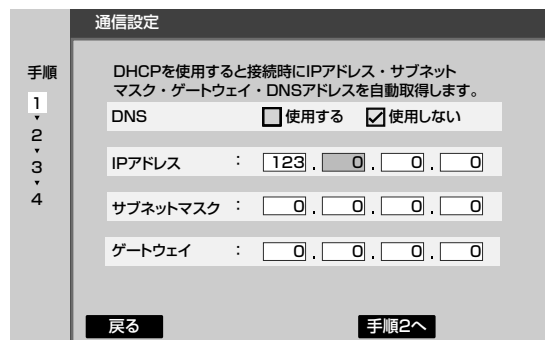 通信設定
手順
1
2
3
4
DHCPを使用すると接続時にIPアドレス・サブネット
マスク・ゲートウェイ・DNSアドレスを自動取得します。
DNS 使用する 使用しない
IPアドレス : 123 . 0 . 0 . 0
サブネットマスク : 0 . 0 . 0 . 0
ゲートウェイ : 0 . 0 . 0 . 0
戻る 手順2へ